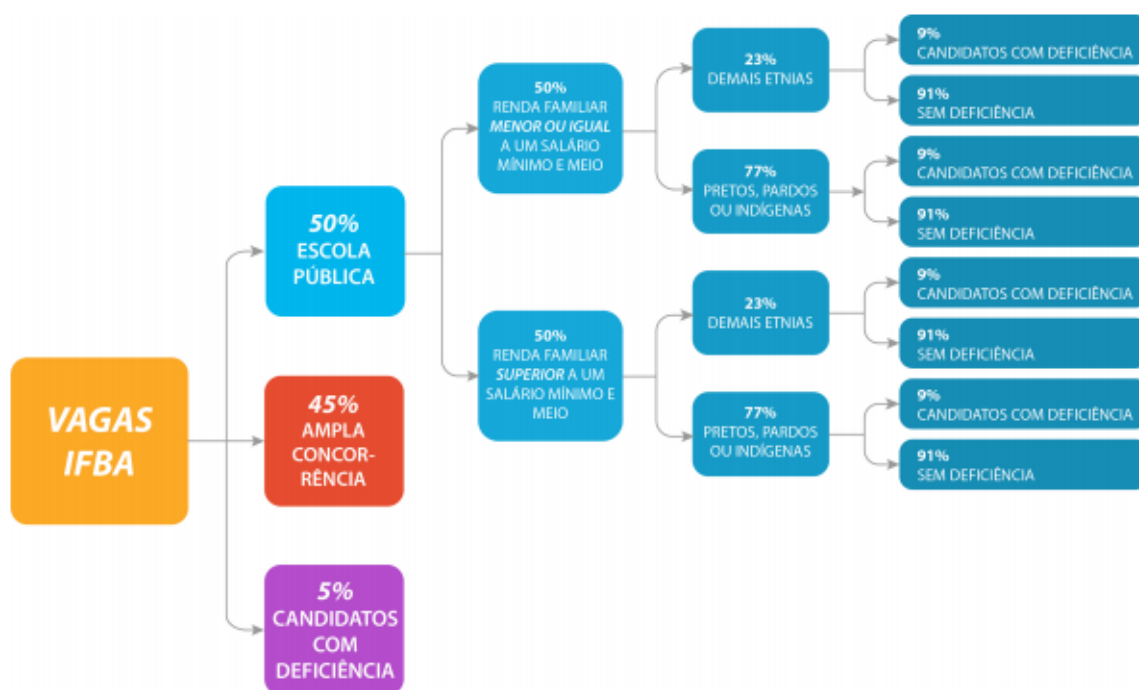 VAGAS
IFBA
50%
ESCOLA
PÚBLICA
45%
AMPLA
CONCOR-
RÊNCIA
5%
CANDIDATOS
COM
DEFICIÊNCIA
50%
RENDA FAMILIAR
MENOR OU IGUAL
A UM SALÁRIO
MÍNIMO E MEIO
50%
RENDA FAMILIAR
SUPERIOR A UM
SALÁRIO MÍNIMO E
MEIO
23%
DEMAIS ETNIAS
77%
PRETOS, PARDOS
OU INDÍGENAS
23%
DEMAIS ETNIAS
77%
PRETOS, PARDOS
OU INDÍGENAS
9%
CANDIDATOS COM DEFICIÊNCIA
91%
SEM DEFICIÊNCIA
9%
CANDIDATOS COM DEFICIÊNCIA
91%
SEM DEFICIÊNCIA
9%
CANDIDATOS COM DEFICIÊNCIA
91%
SEM DEFICIÊNCIA
9%
CANDIDATOS COM DEFICIÊNCIA
91%
SEM DEFICIÊNCIA